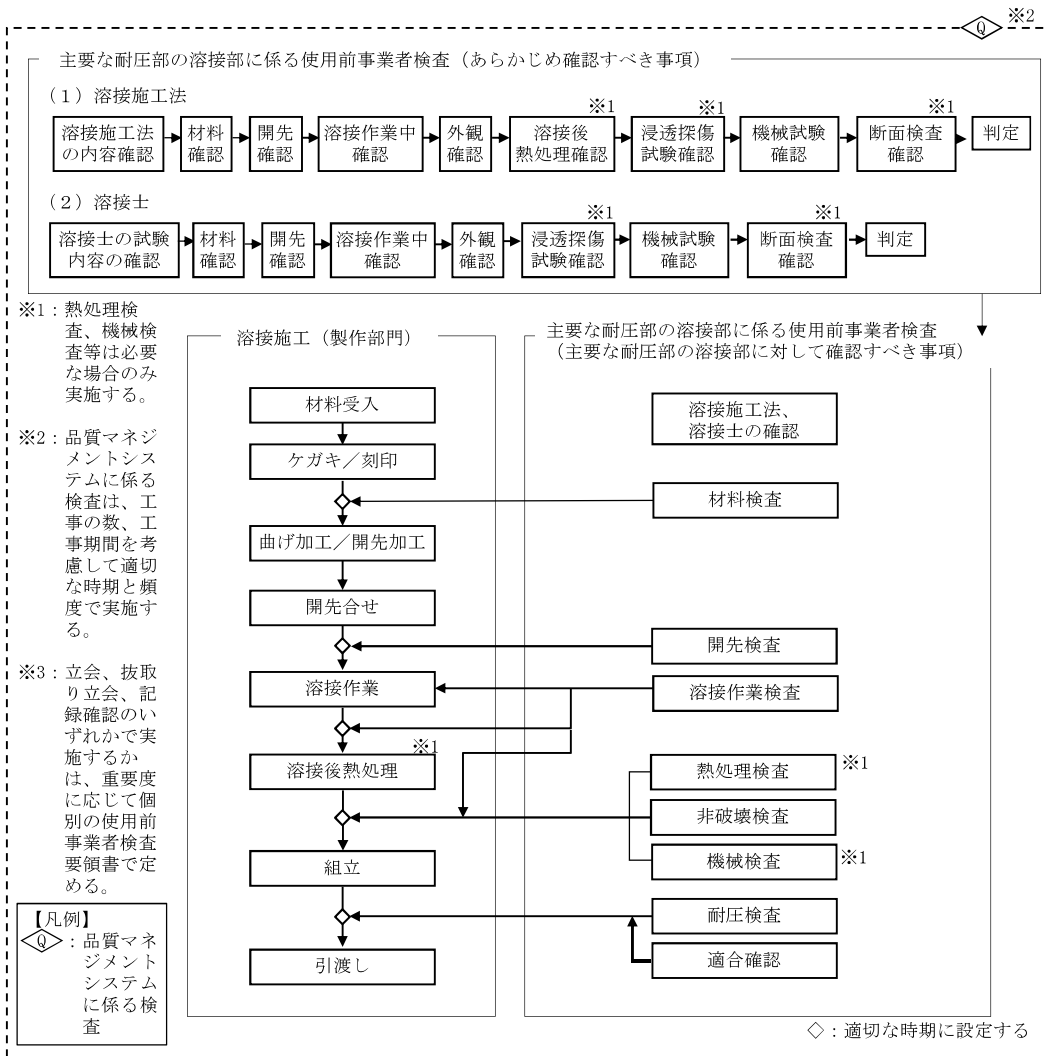 Q
※2
主要な耐圧部の溶接部に係る使用前事業者検査（あらかじめ確認すべき事項）
（１）溶接施工法
※1
※1
※1
溶接施工法
の内容確認
材料
確認
開先
確認
溶接作業中
確認
外観
確認
溶接後
熱処理確認
浸透探傷
試験確認
機械試験
確認
断面検査
確認
判定
（２）溶接士
※1
※1
溶接士の試験
内容の確認
材料
確認
開先
確認
溶接作業中
確認
外観
確認
浸透探傷
試験確認
機械試験
確認
断面検査
確認
判定
※1：熱処理検
査、機械検
査等は必要
な場合のみ
実施する。
※2：品質マネジ
メントシス
テムに係る
検査は、工
事の数、工
事期間を考
慮して適切
な時期と頻
度で実施す
る。
※3：立会、抜取
り立会、記
録確認のい
ずれかで実
施するか
は、重要度
に応じて個
別の使用前
事業者検査
要領書で定
める。
【凡例】
Q：品質マネ
ジメント
システム
に係る検
査
溶接施工（製作部門）
材料受入
ケガキ／刻印
曲げ加工／開先加工
開先合せ
溶接作業
※1
溶接後熱処理
組立
引渡し
主要な耐圧部の溶接部に係る使用前事業者検査
（主要な耐圧部の溶接部に対して確認すべき事項）
溶接施工法、
溶接士の確認
材料検査
開先検査
溶接作業検査
熱処理検査
※1
非破壊検査
機械検査
※1
耐圧検査
適合確認
◇：適切な時期に設定する